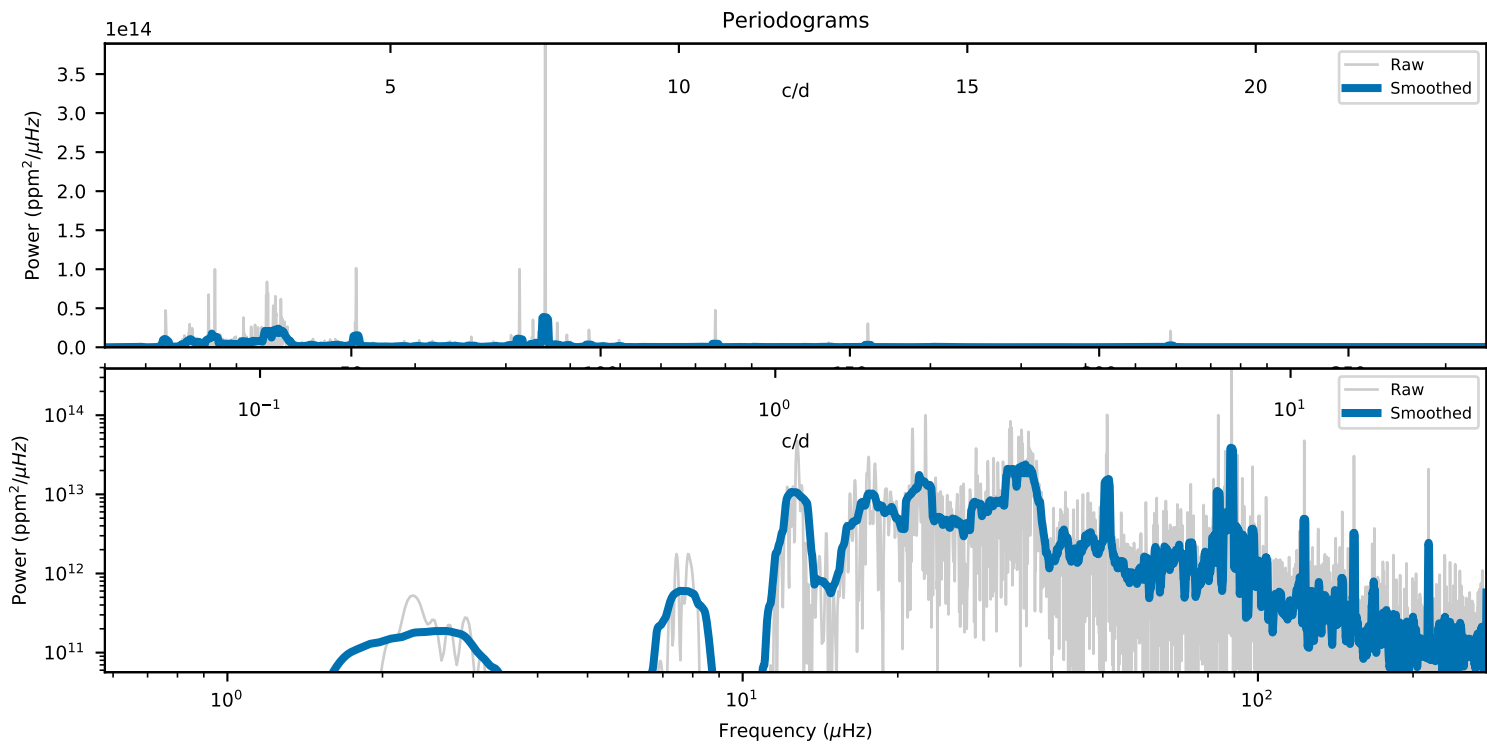 Periodograms
1e14
Power (ppm²/μHz)
3.5
3.0
2.5
2.0
1.5
1.0
0.5
0.0
5
10
15
20
c/d
Raw
Smoothed
Power (ppm²/μHz)
10¹⁴
10¹³
10¹²
10¹¹
10⁻¹
10⁰
10¹
c/d
Raw
Smoothed
10⁰
10¹
10²
Frequency (μHz)